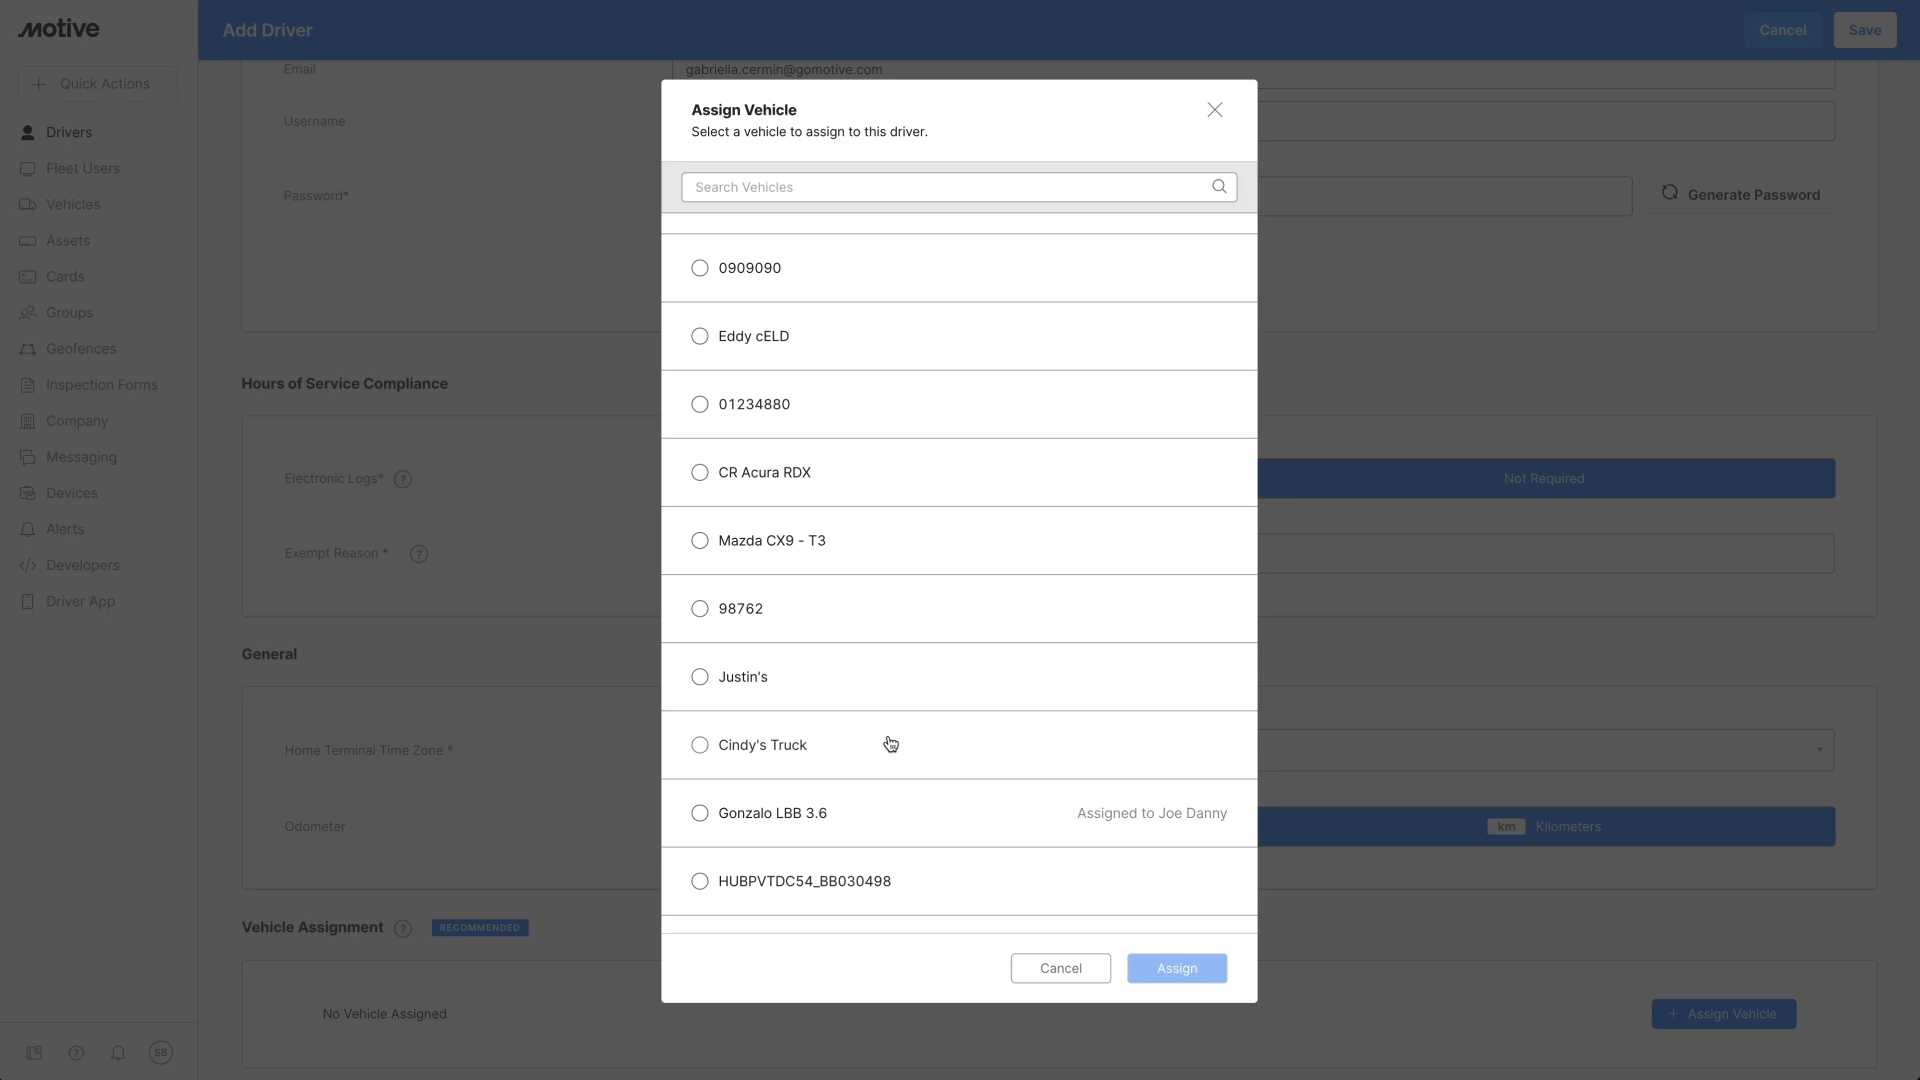 motive
Add Driver
Cancel
Save
Quick Actions
Drivers
Fleet Users
Vehicles
Assets
Cards
Groups
Geofences
Inspection Forms
Company
Messaging
Devices
Alerts
Developers
Driver App
SB
Email
gabriella.cermin@gomotive.com
Username
Password*
Generate Password
Hours of Service Compliance
Electronic Logs* ?
Not Required
Exempt Reason * ?
General
Home Terminal Time Zone *
Odometer
km Kilometers
Vehicle Assignment ? RECOMMENDED
No Vehicle Assigned
+ Assign Vehicle
Assign Vehicle
Select a vehicle to assign to this driver.
Search Vehicles
0909090
Eddy cELD
01234880
CR Acura RDX
Mazda CX9 - T3
98762
Justin's
Cindy's Truck
Gonzalo LBB 3.6 Assigned to Joe Danny
HUBPVTDC54_BB030498
Cancel
Assign